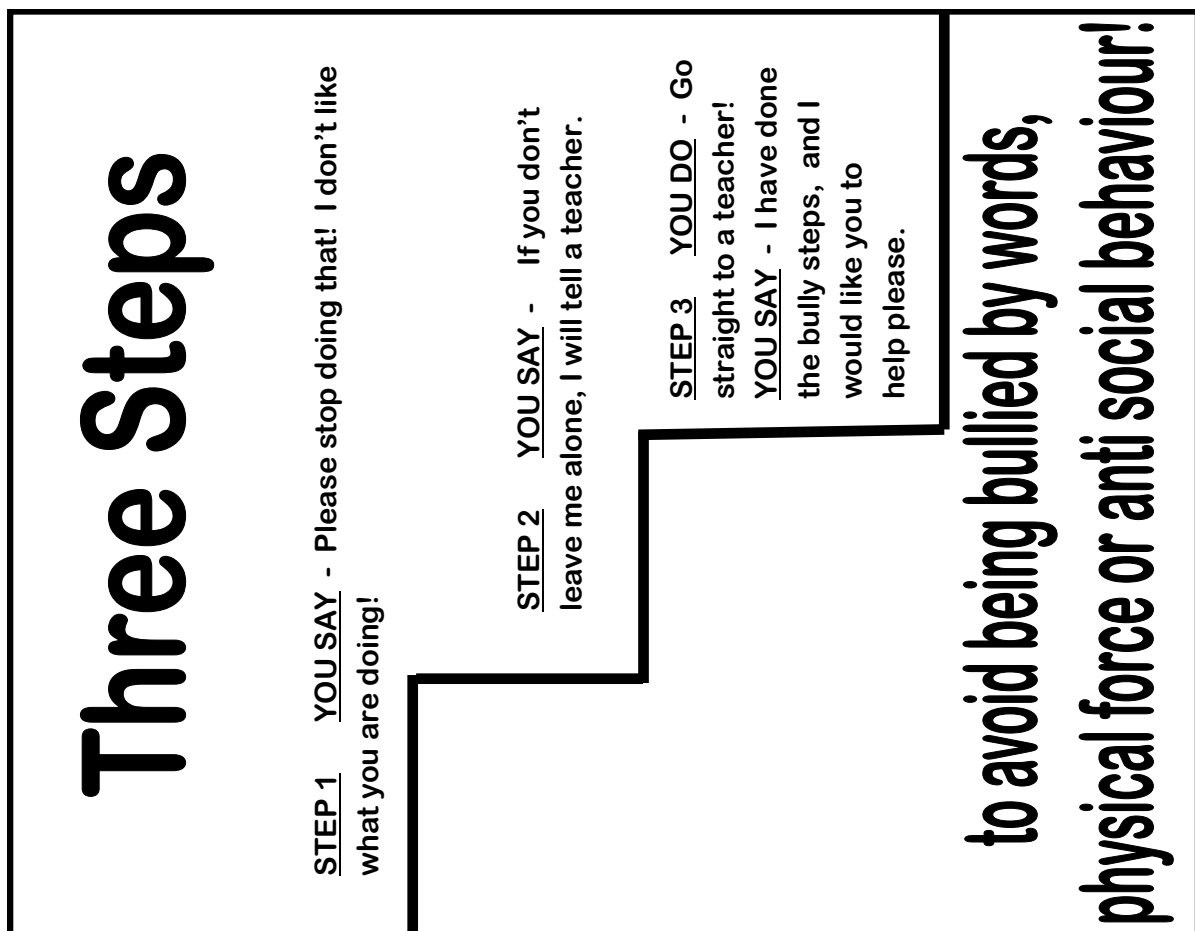 Three Steps
STEP 1 YOU SAY - Please stop doing that! I don't like
what you are doing!
STEP 2 YOU SAY - If you don't
leave me alone, I will tell a teacher.
STEP 3 YOU DO - Go
straight to a teacher!
YOU SAY - I have done
the bully steps, and I
would like you to
help please.
to avoid being bullied by words,
physical force or anti social behaviour!